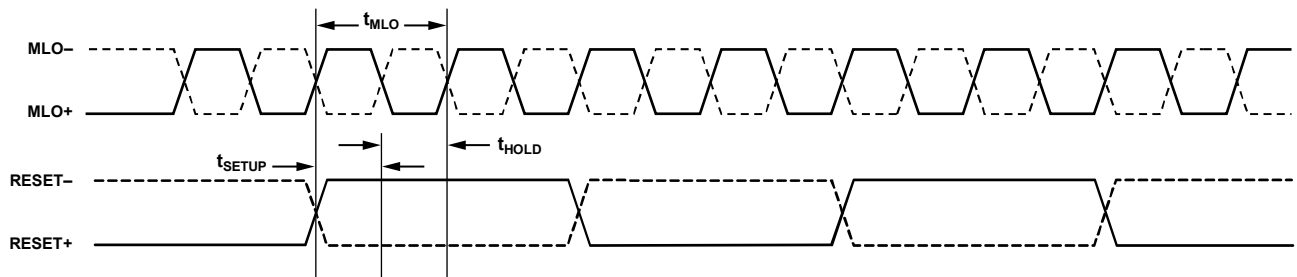 tMLO
MLO–
MLO+
tHOLD
tSETUP
RESET–
RESET+